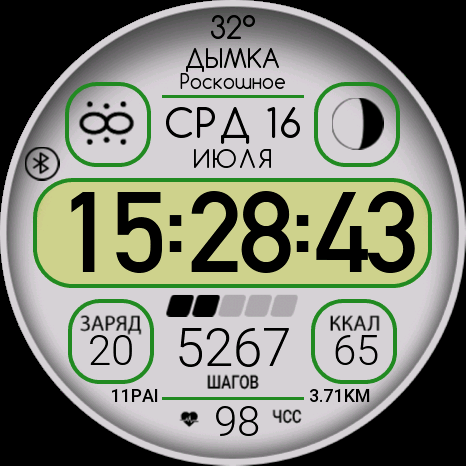 32°
ДЫМКА
Роскошное
СРД 16
ИЮЛЯ
15:28:43
ЗАРЯД
20
5267
ШАГОВ
ККАЛ
65
11PAI
3.71KM
98 ЧСС